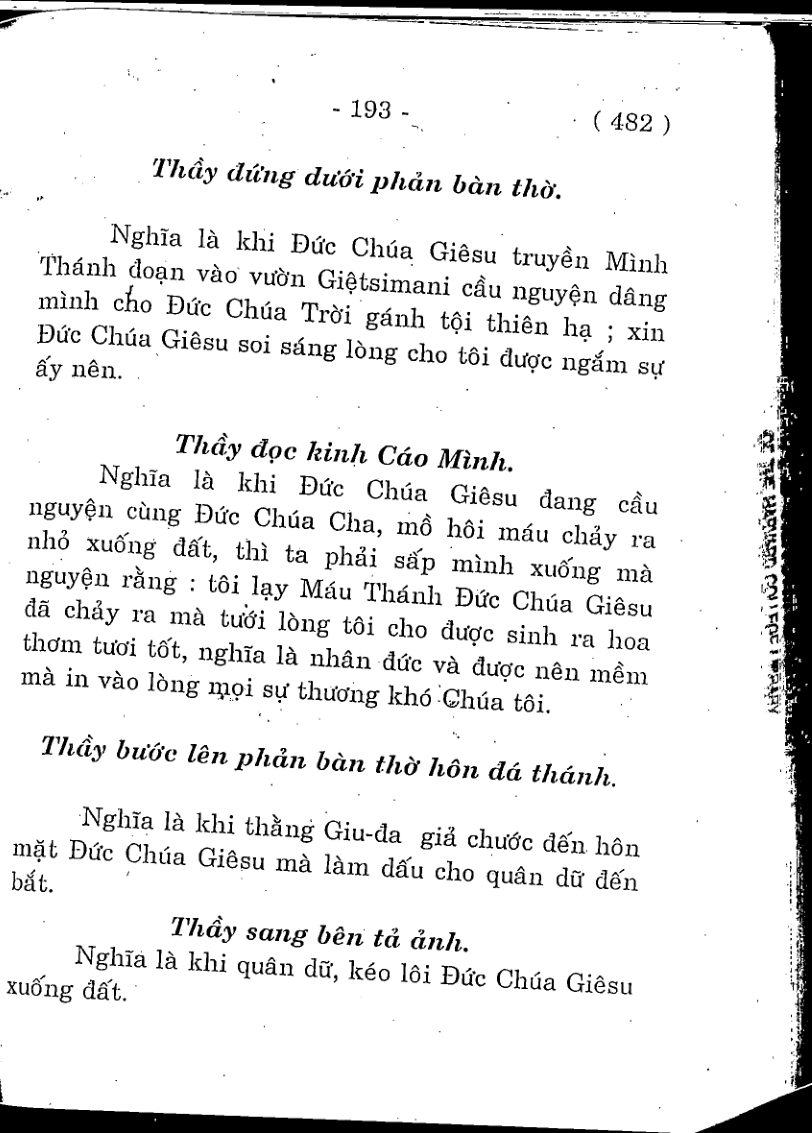 - 193 -
( 482 )
Thầy đứng dưới phản bàn thờ.
Nghĩa là khi Đức Chúa Giêsu truyền Mình
Thánh đoạn vào vườn Giệtsimani cầu nguyện dâng
mình cho Đức Chúa Trời gánh tội thiên hạ ; xin
Đức Chúa Giêsu soi sáng lòng cho tôi được ngắm sự
ấy nên.
Thầy đọc kinh Cáo Mình.
Nghĩa là khi Đức Chúa Giêsu đang cầu
nguyện cùng Đức Chúa Cha, mồ hôi máu chảy ra
nhỏ xuống đất, thì ta phải sấp mình xuống mà
nguyện rằng : tôi lạy Máu Thánh Đức Chúa Giêsu
đã chảy ra mà tưới lòng tôi cho được sinh ra hoa
thơm tươi tốt, nghĩa là nhân đức và được nên mềm
mà in vào lòng mọi sự thương khó Chúa tôi.
Thầy bước lên phản bàn thờ hôn đá thánh.
Nghĩa là khi thằng Giu-đa giả chước đến hôn
mặt Đức Chúa Giêsu mà làm dấu cho quân dữ đến
bắt.
Thầy sang bên tả ảnh.
Nghĩa là khi quân dữ, kéo lôi Đức Chúa Giêsu
xuống đất.
OF THE HARVARD COLLEGE LIBRARY